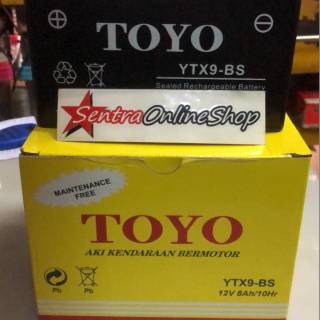 TOYO
YTX9-BS
Sealed Rechargeable Battery
SentraOnlineShop
MAINTENANCE
FREE
TOYO
AKI KENDARAAN BERMOTOR
YTX9-BS
12V 8Ah/10Hr
Pb
Pb